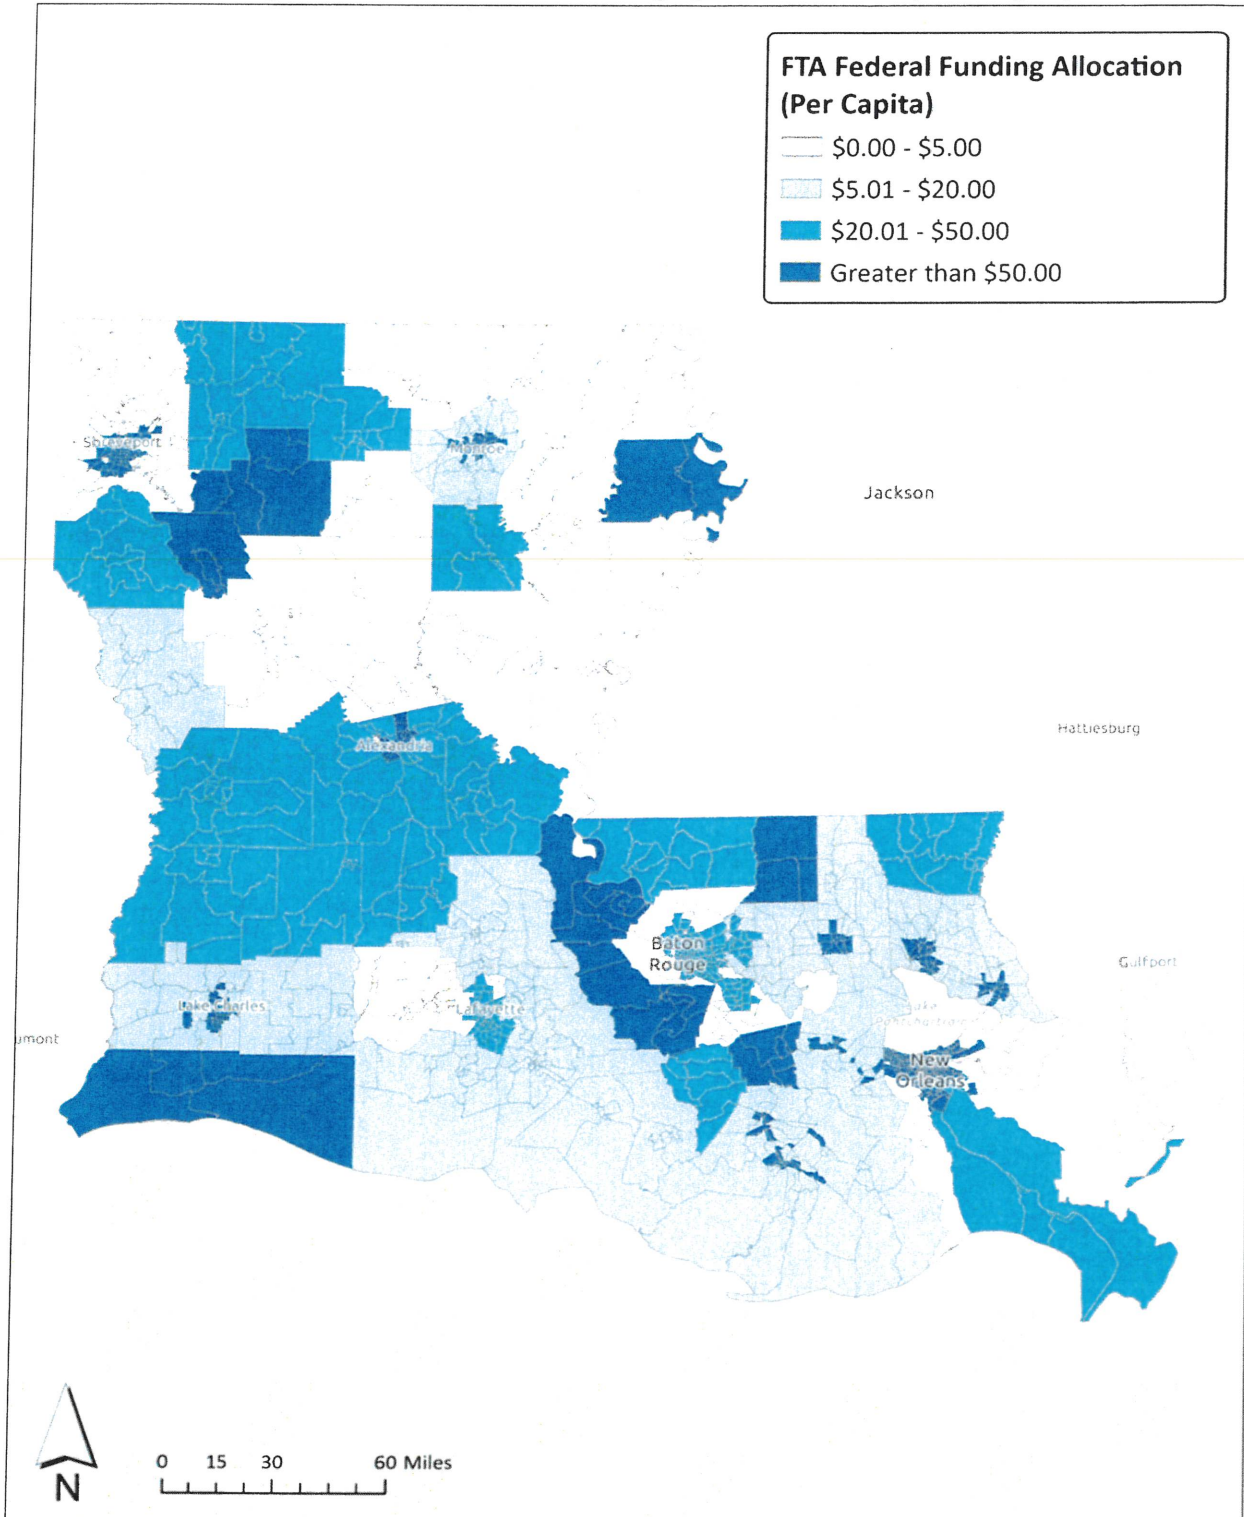 FTA Federal Funding Allocation
(Per Capita)
$0.00 - $5.00
$5.01 - $20.00
$20.01 - $50.00
Greater than $50.00
Shreveport
Monroe
Jackson
Alexandria
Hattiesburg
Baton
Rouge
Gulfport
Lake Charles
Lafayette
Lake
Pontchartrain
umont
New
Orleans
N
0 15 30 60 Miles